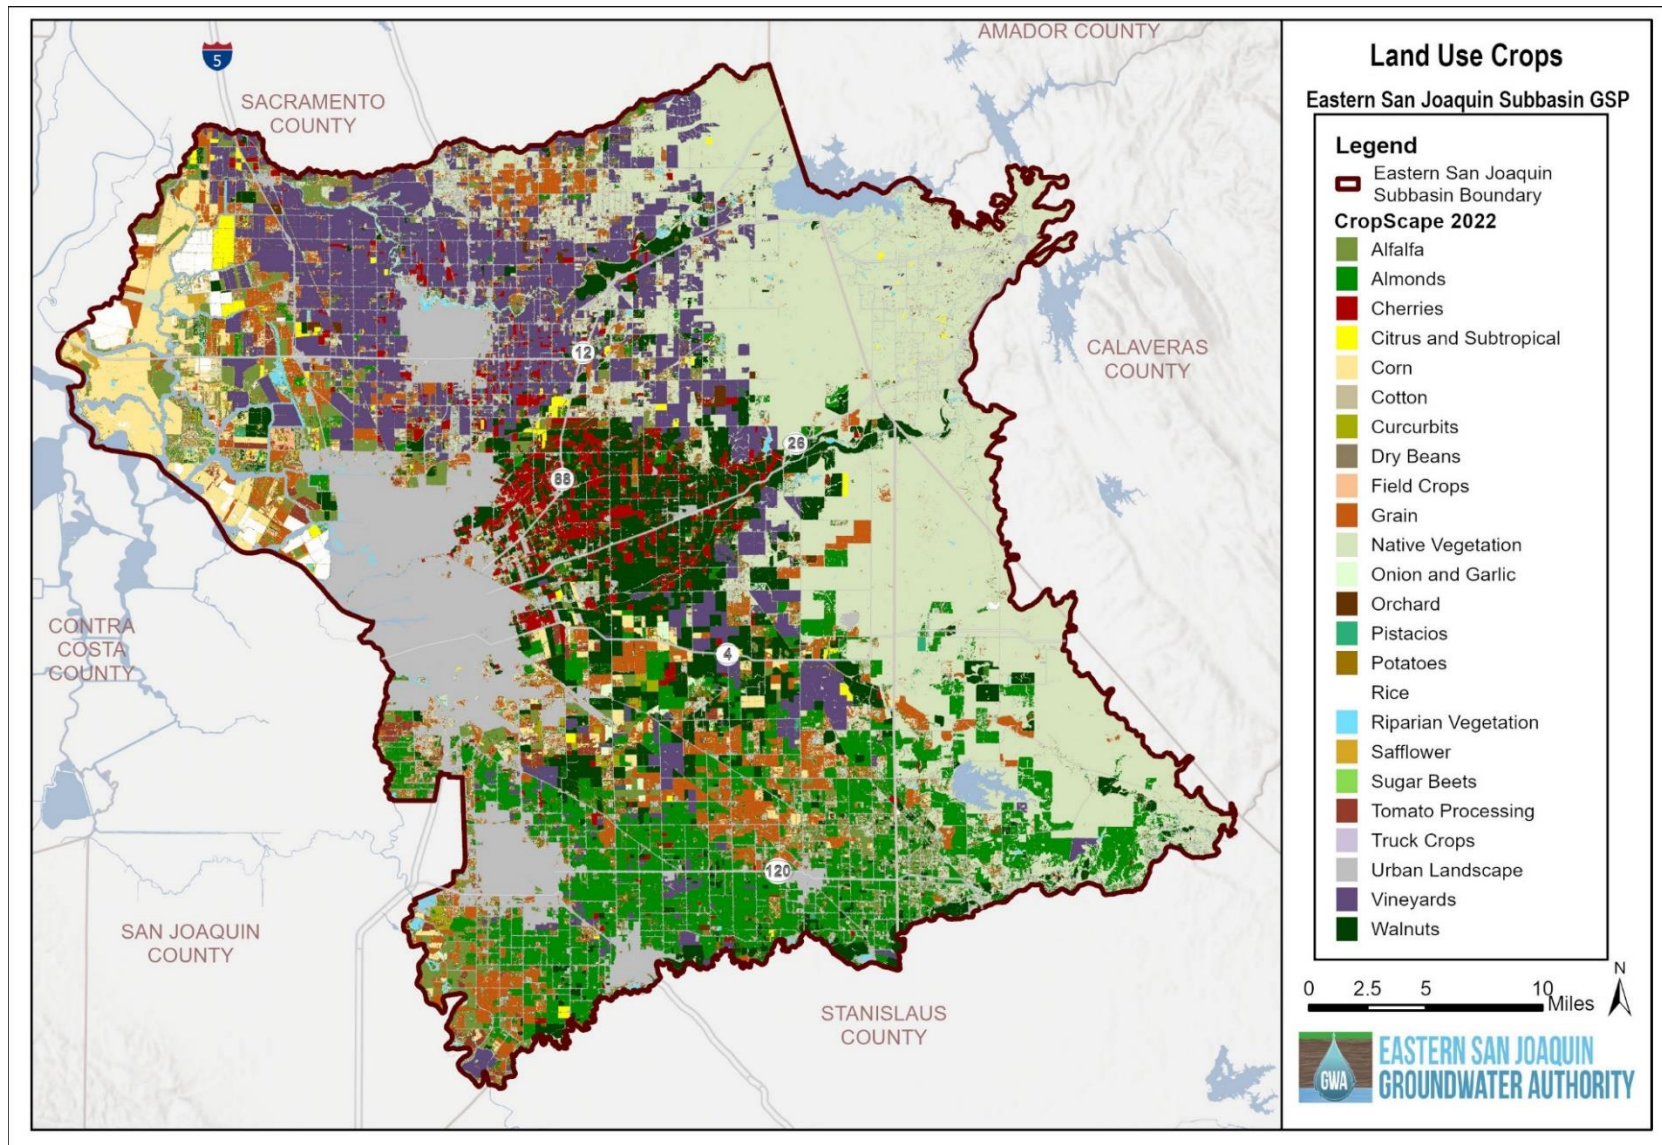 AMADOR COUNTY
5
SACRAMENTO
COUNTY
12
CALAVERAS
COUNTY
26
88
CONTRA
COSTA
COUNTY
4
120
SAN JOAQUIN
COUNTY
STANISLAUS
COUNTY
Land Use Crops
Eastern San Joaquin Subbasin GSP
Legend
Eastern San Joaquin
Subbasin Boundary
CropScape 2022
Alfalfa
Almonds
Cherries
Citrus and Subtropical
Corn
Cotton
Curcurbits
Dry Beans
Field Crops
Grain
Native Vegetation
Onion and Garlic
Orchard
Pistacios
Potatoes
Rice
Riparian Vegetation
Safflower
Sugar Beets
Tomato Processing
Truck Crops
Urban Landscape
Vineyards
Walnuts
N
0 2.5 5 10
Miles
GWA
EASTERN SAN JOAQUIN
GROUNDWATER AUTHORITY